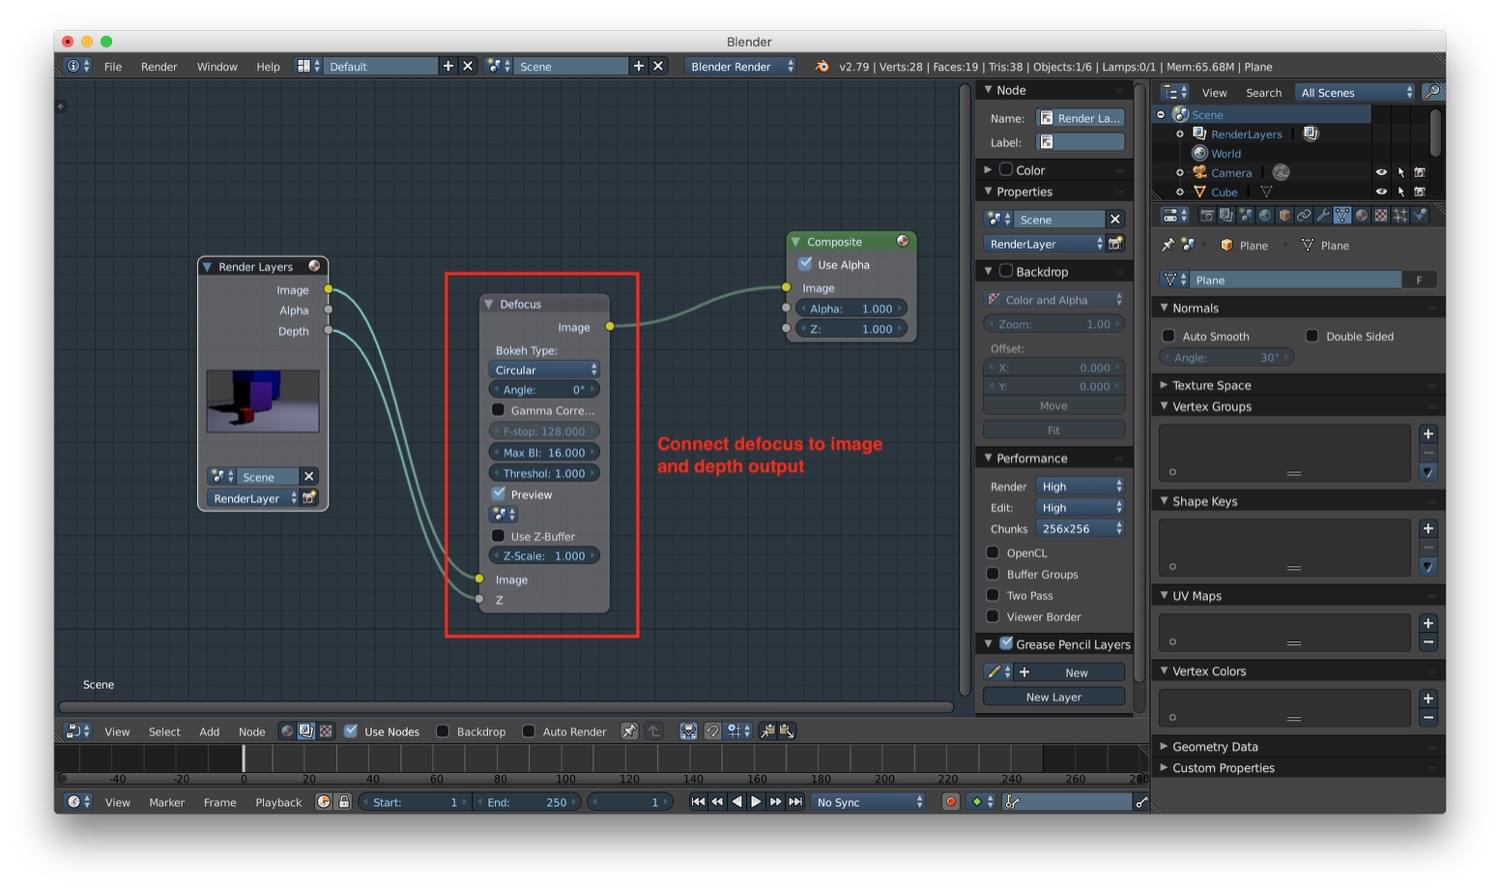 Blender
File Render Window Help Default Scene Blender Render v2.79 | Verts:28 | Faces:19 | Tris:38 | Objects:1/6 | Lamps:0/1 | Mem:65.68M | Plane
Render Layers
Image
Alpha
Depth
Scene
RenderLayer
Defocus
Image
Bokeh Type:
Circular
Angle: 0°
Gamma Corre...
F-stop: 128.000
Max Bl: 16.000
Threshol: 1.000
Preview
Use Z-Buffer
Z-Scale: 1.000
Image
Z
Connect defocus to image
and depth output
Composite
Use Alpha
Image
Alpha: 1.000
Z: 1.000
Scene
Node
Name: Render La...
Label:
Color
Properties
Scene
RenderLayer
Backdrop
Color and Alpha
Zoom: 1.00
Offset:
X: 0.000
Y: 0.000
Move
Fit
Performance
Render High
Edit: High
Chunks 256x256
OpenCL
Buffer Groups
Two Pass
Viewer Border
Grease Pencil Layers
New
New Layer
View Search All Scenes
Scene
RenderLayers
World
Camera
Cube
Plane Plane
Plane F
Normals
Auto Smooth Double Sided
Angle: 30°
Texture Space
Vertex Groups
Shape Keys
UV Maps
Vertex Colors
Geometry Data
Custom Properties
View Select Add Node Use Nodes Backdrop Auto Render
-40 -20 0 20 40 60 80 100 120 140 160 180 200 220 240 260 280
View Marker Frame Playback Start: 1 End: 250 1 No Sync